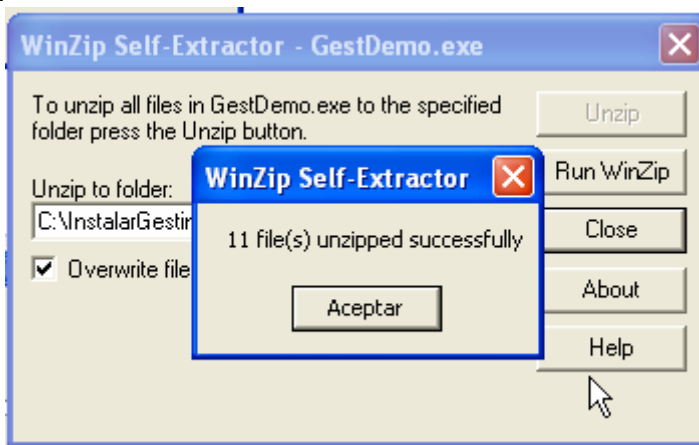 WinZip Self-Extractor - GestDemo.exe
To unzip all files in GestDemo.exe to the specified
folder press the Unzip button.
Unzip
Unzip to folder:
Run WinZip
C:\InstalarGestin
Close
Overwrite file
About
Help
WinZip Self-Extractor
11 file(s) unzipped successfully
Aceptar